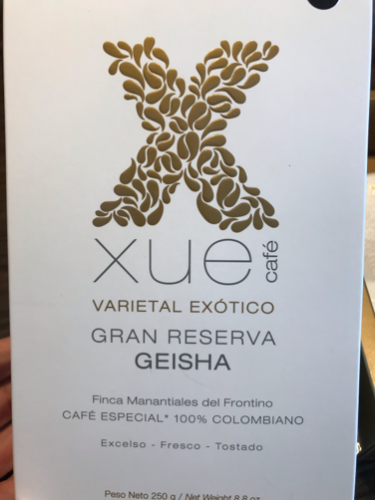 xue café
VARIETAL EXÓTICO
GRAN RESERVA
GEISHA
Finca Manantiales del Frontino
CAFÉ ESPECIAL* 100% COLOMBIANO
Excelso - Fresco - Tostado
Peso Neto 250 g / Net Weight 8.8 oz